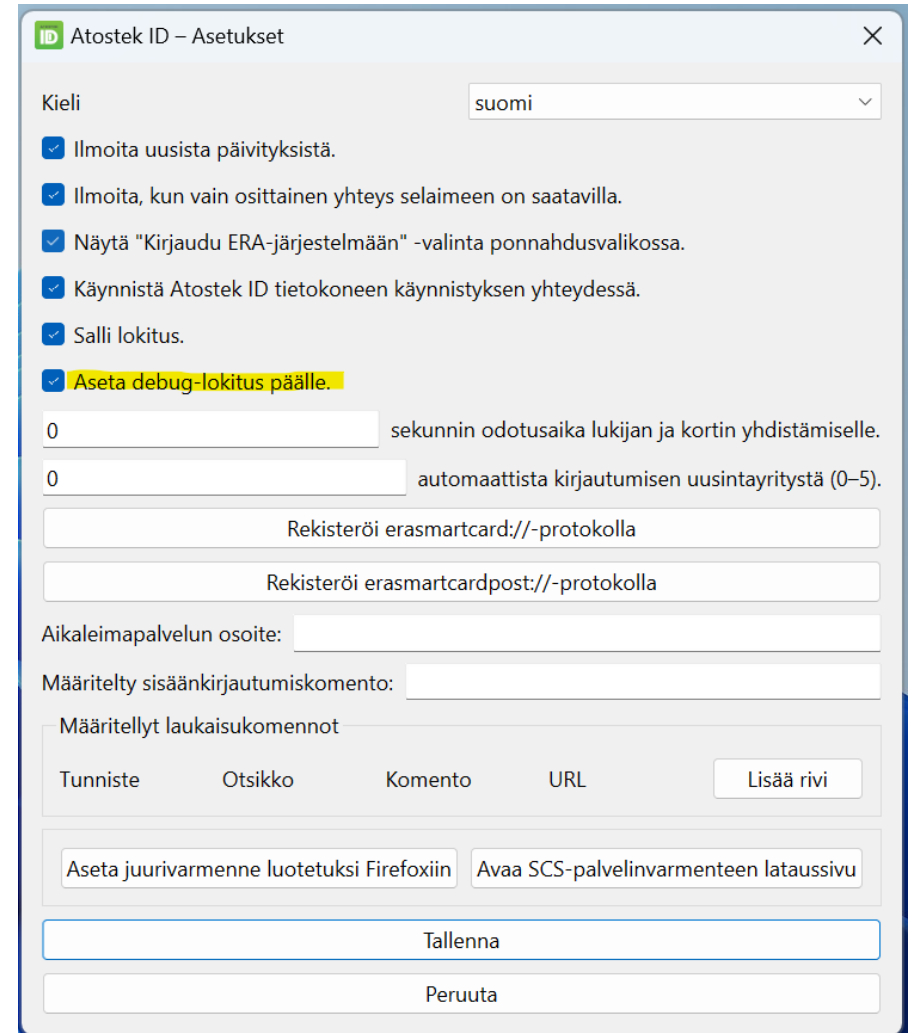 ID Atostek ID – Asetukset
Kieli suomi
Ilmoita uusista päivityksistä.
Ilmoita, kun vain osittainen yhteys selaimeen on saatavilla.
Näytä "Kirjaudu ERA-järjestelmään" -valinta ponnahdusvalikossa.
Käynnistä Atostek ID tietokoneen käynnistyksen yhteydessä.
Salli lokitus.
Aseta debug-lokitus päälle.
0 sekunnin odotusaika lukijan ja kortin yhdistämiselle.
0 automaattista kirjautumisen uusintayritystä (0–5).
Rekisteröi erasmartcard://-protokolla
Rekisteröi erasmartcardpost://-protokolla
Aikaleimapalvelun osoite:
Määritelty sisäänkirjautumiskomento:
Määritellyt laukaisukomennot
Tunniste Otsikko Komento URL Lisää rivi
Aseta juurivarmenne luotetuksi Firefoxiin Avaa SCS-palvelinvarmenteen lataussivu
Tallenna
Peruuta